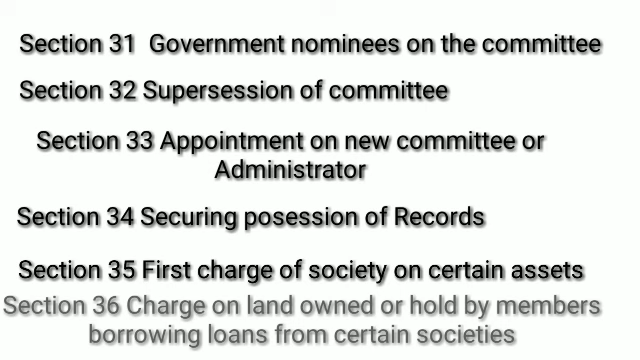 Section 31 Government nominees on the committee
Section 32 Supersession of committee
Section 33 Appointment on new committee or
Administrator
Section 34 Securing posession of Records
Section 35 First charge of society on certain assets
Section 36 Charge on land owned or hold by members
borrowing loans from certain societies